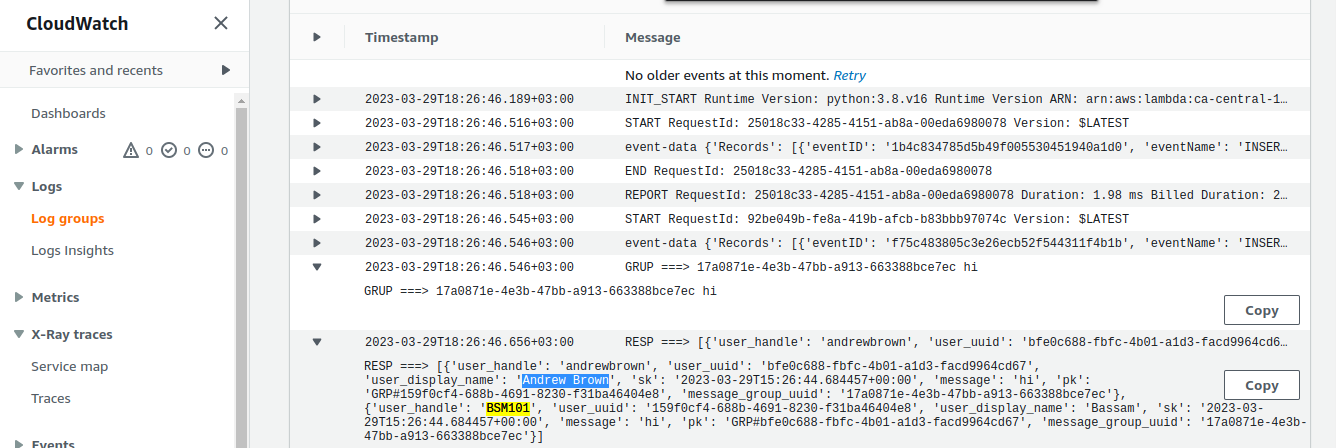 CloudWatch
Favorites and recents
Dashboards
Alarms 0 0 0
Logs
Log groups
Logs Insights
Metrics
X-Ray traces
Service map
Traces
Events
Timestamp Message
No older events at this moment. Retry
2023-03-29T18:26:46.189+03:00 INIT_START Runtime Version: python:3.8.v16 Runtime Version ARN: arn:aws:lambda:ca-central-1…
2023-03-29T18:26:46.516+03:00 START RequestId: 25018c33-4285-4151-ab8a-00eda6980078 Version: $LATEST
2023-03-29T18:26:46.517+03:00 event-data {'Records': [{'eventID': '1b4c834785d5b49f005530451940a1d0', 'eventName': 'INSER…
2023-03-29T18:26:46.518+03:00 END RequestId: 25018c33-4285-4151-ab8a-00eda6980078
2023-03-29T18:26:46.518+03:00 REPORT RequestId: 25018c33-4285-4151-ab8a-00eda6980078 Duration: 1.98 ms Billed Duration: 2…
2023-03-29T18:26:46.545+03:00 START RequestId: 92be049b-fe8a-419b-afcb-b83bbb97074c Version: $LATEST
2023-03-29T18:26:46.546+03:00 event-data {'Records': [{'eventID': 'f75c483805c3e26ecb52f544311f4b1b', 'eventName': 'INSER…
2023-03-29T18:26:46.546+03:00 GRUP ===> 17a0871e-4e3b-47bb-a913-663388bce7ec hi
GRUP ===> 17a0871e-4e3b-47bb-a913-663388bce7ec hi
Copy
2023-03-29T18:26:46.656+03:00 RESP ===> [{'user_handle': 'andrewbrown', 'user_uuid': 'bfe0c688-fbfc-4b01-a1d3-facd9964cd6…
RESP ===> [{'user_handle': 'andrewbrown', 'user_uuid': 'bfe0c688-fbfc-4b01-a1d3-facd9964cd67',
'user_display_name': 'Andrew Brown', 'sk': '2023-03-29T15:26:44.684457+00:00', 'message': 'hi', 'pk':
'GRP#159f0cf4-688b-4691-8230-f31ba46404e8', 'message_group_uuid': '17a0871e-4e3b-47bb-a913-663388bce7ec'},
{'user_handle': 'BSM101', 'user_uuid': '159f0cf4-688b-4691-8230-f31ba46404e8', 'user_display_name': 'Bassam', 'sk': '2023-03-
29T15:26:44.684457+00:00', 'message': 'hi', 'pk': 'GRP#bfe0c688-fbfc-4b01-a1d3-facd9964cd67', 'message_group_uuid': '17a0871e-4e3b-
47bb-a913-663388bce7ec'}]
Copy